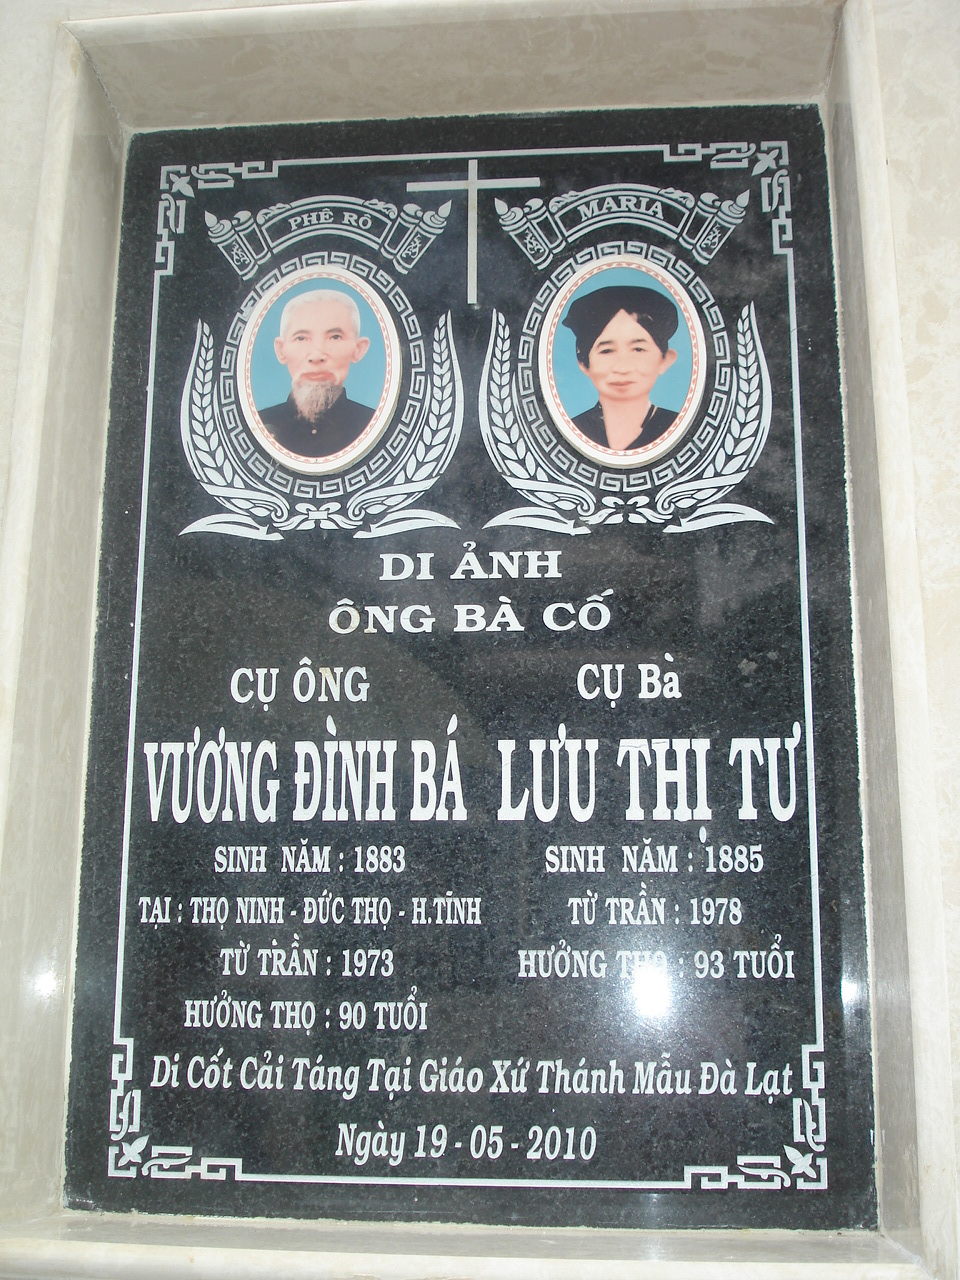 PHÊ RÔ
MARIA
DI ẢNH
ÔNG BÀ CỐ
CỤ ÔNG
VƯƠNG ĐÌNH BÁ
SINH NĂM : 1883
TẠI : THỌ NINH - ĐỨC THỌ - H.TĨNH
TỪ TRẦN : 1973
HƯỞNG THỌ : 90 TUỔI
CỤ Bà
LƯU THỊ TƯ
SINH NĂM : 1885
TỪ TRẦN : 1978
HƯỞNG THỌ : 93 TUỔI
Di Cốt Cải Táng Tại Giáo Xứ Thánh Mẫu Đà Lạt
Ngày 19 - 05 - 2010